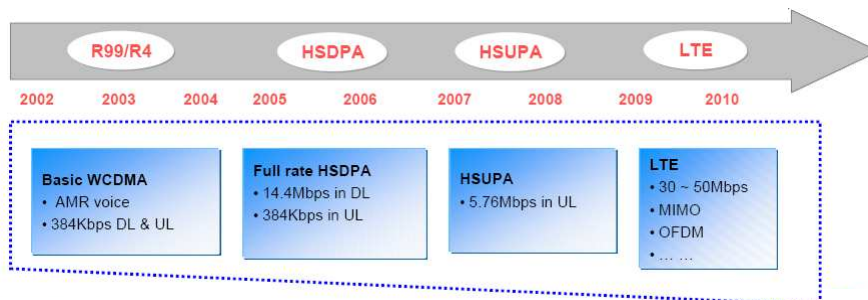 R99/R4 HSDPA HSUPA LTE
2002 2003 2004 2005 2006 2007 2008 2009 2010
Basic WCDMA
• AMR voice
• 384Kbps DL & UL
Full rate HSDPA
• 14.4Mbps in DL
• 384Kbps in UL
HSUPA
• 5.76Mbps in UL
LTE
• 30 ~ 50Mbps
• MIMO
• OFDM
• ... ...